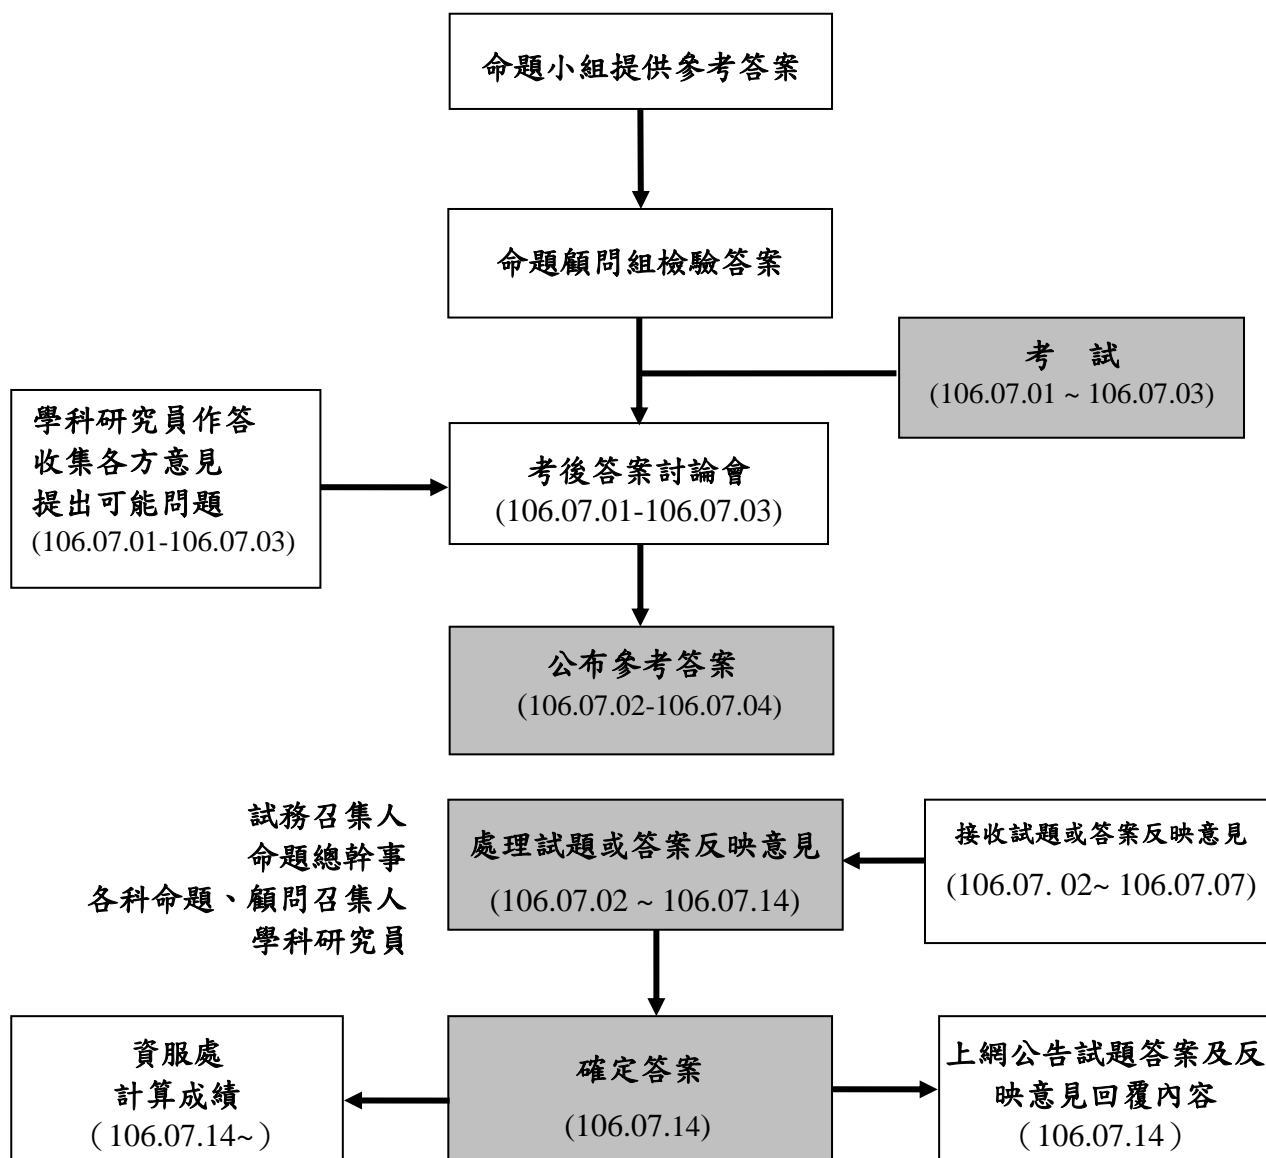 命題小組提供參考答案
命題顧問組檢驗答案
考　試
(106.07.01 ~ 106.07.03)
學科研究員作答
收集各方意見
提出可能問題
(106.07.01-106.07.03)
考後答案討論會
(106.07.01-106.07.03)
公布參考答案
(106.07.02-106.07.04)
試務召集人
命題總幹事
各科命題、顧問召集人
學科研究員
處理試題或答案反映意見
(106.07.02 ~ 106.07.14)
接收試題或答案反映意見
(106.07. 02~ 106.07.07)
資服處
計算成績
（106.07.14~）
確定答案
(106.07.14)
上網公告試題答案及反
映意見回覆內容
（106.07.14）